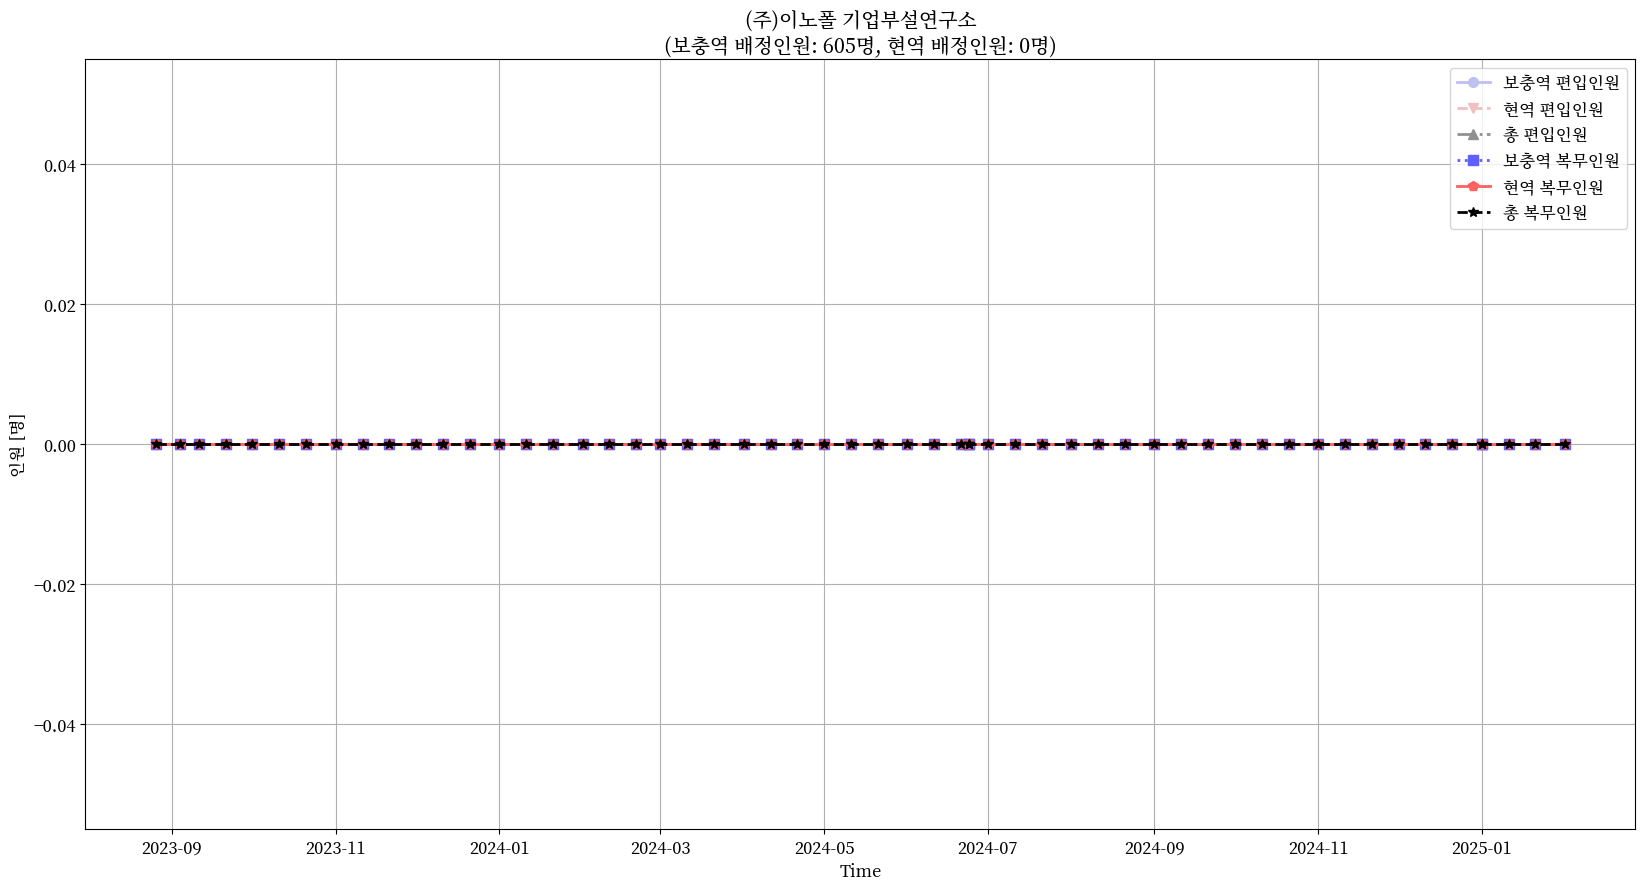 (주)이노폴 기업부설연구소
(보충역 배정인원: 605명, 현역 배정인원: 0명)
보충역 편입인원
현역 편입인원
총 편입인원
보충역 복무인원
현역 복무인원
총 복무인원
0.04
0.02
0.00
−0.02
−0.04
인원 [명]
2023-09
2023-11
2024-01
2024-03
2024-05
2024-07
2024-09
2024-11
2025-01
Time